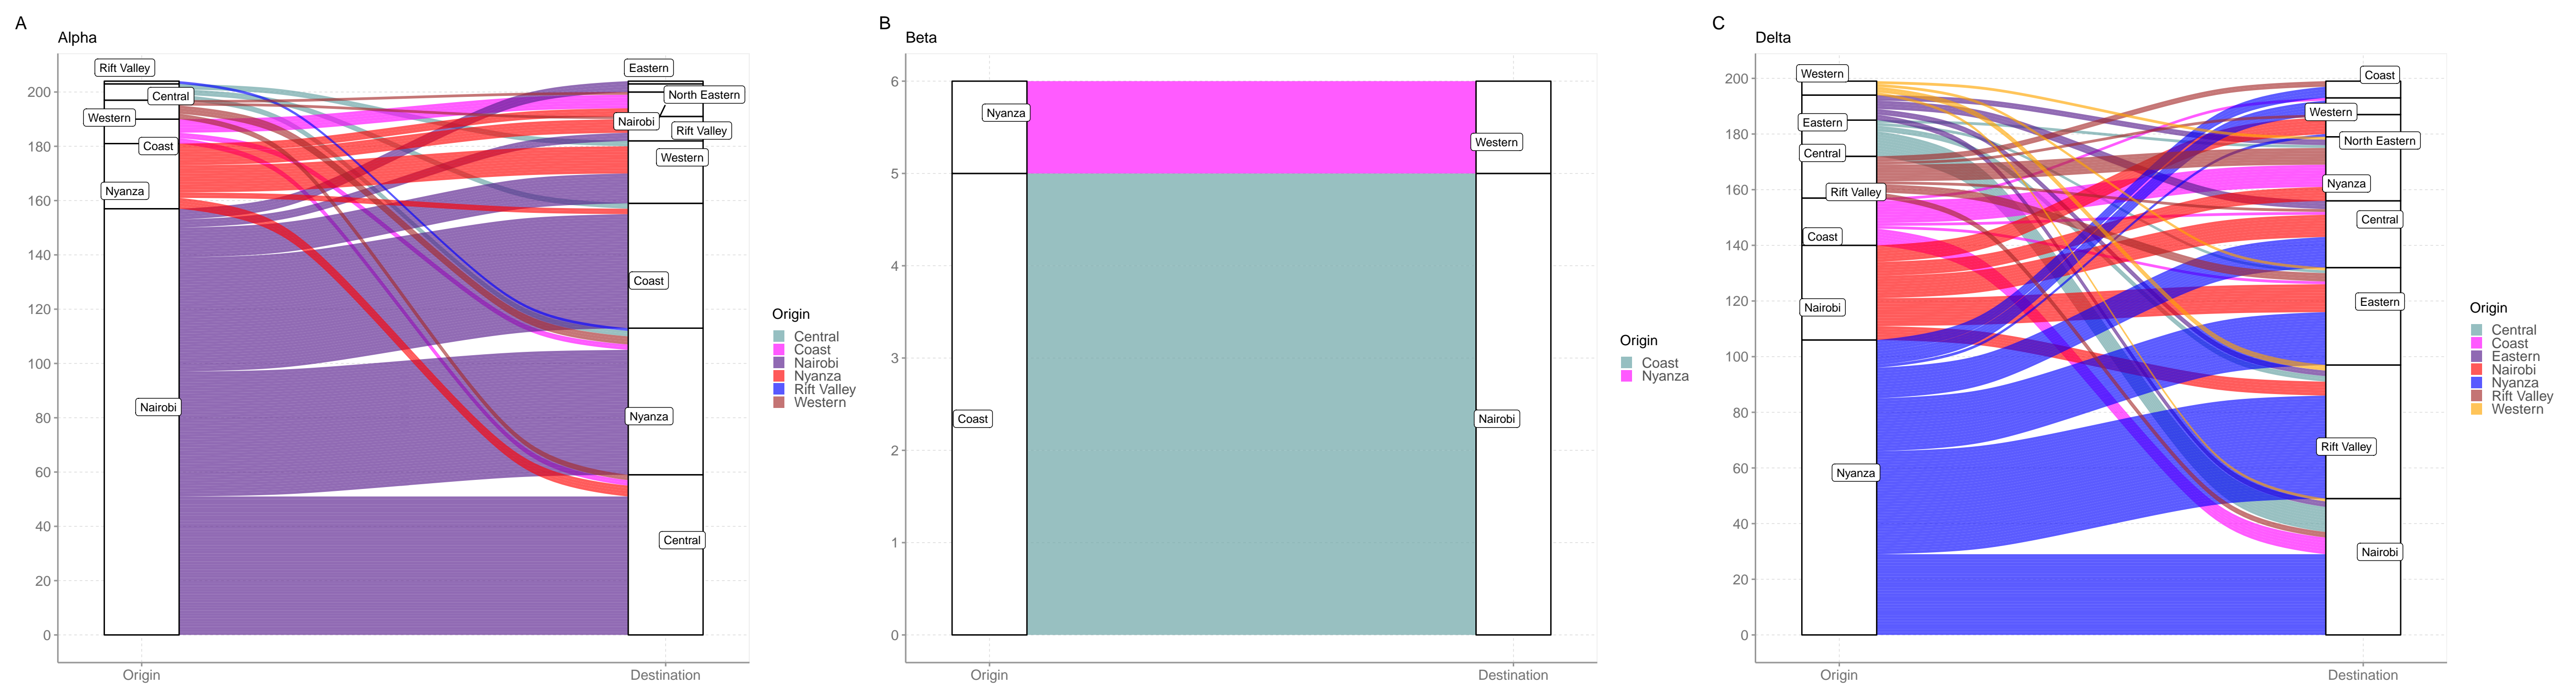 A
Alpha
200
180
160
140
120
100
80
60
40
20
0
Rift Valley
Central
Western
Coast
Nyanza
Nairobi
Eastern
North Eastern
Nairobi
Rift Valley
Western
Coast
Nyanza
Central
Origin
Destination
Origin
Central
Coast
Nairobi
Nyanza
Rift Valley
Western
B
Beta
6
5
4
3
2
1
0
Nyanza
Coast
Western
Nairobi
Origin
Destination
Origin
Coast
Nyanza
C
Delta
200
180
160
140
120
100
80
60
40
20
0
Western
Eastern
Central
Rift Valley
Coast
Nairobi
Nyanza
Coast
Western
North Eastern
Nyanza
Central
Eastern
Rift Valley
Nairobi
Origin
Destination
Origin
Central
Coast
Eastern
Nairobi
Nyanza
Rift Valley
Western